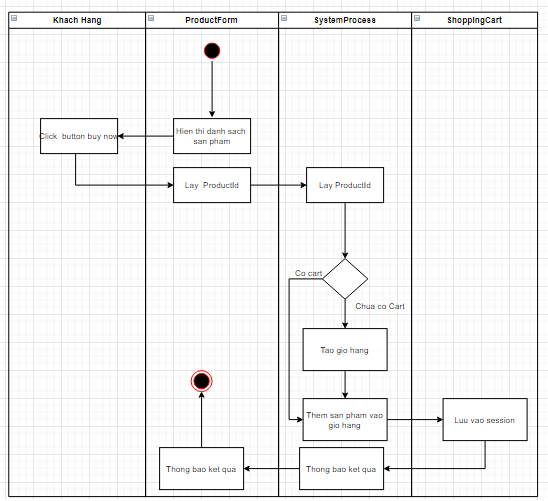 Khach Hang
ProductForm
SystemProcess
ShoppingCart
Hien thi danh sach
san pham
Click button buy now
Lay ProductId
Lay ProductId
Co cart
Chua co Cart
Tao gio hang
Them san pham vao
gio hang
Luu vao session
Thong bao ket qua
Thong bao ket qua